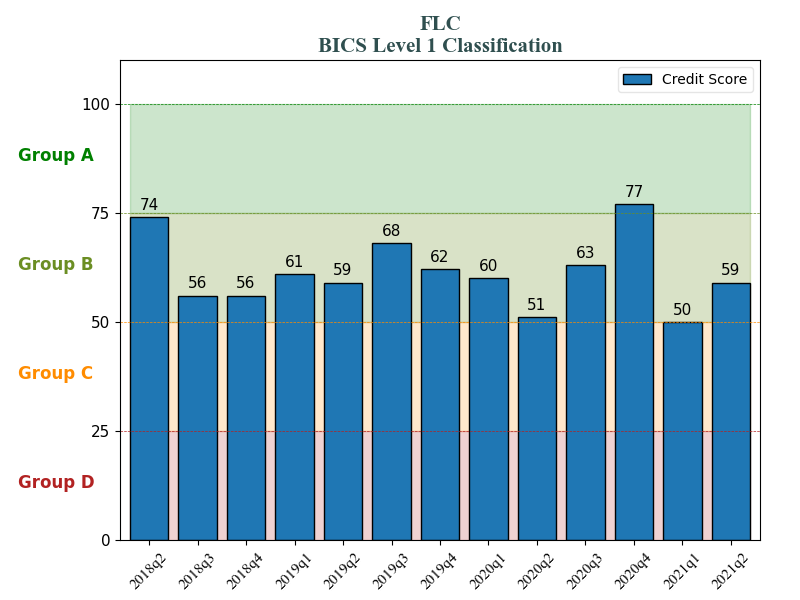 FLC
BICS Level 1 Classification
Credit Score
100
Group A
77
75
74
68
63
62
61
60
59
59
56
56
Group B
51
50
50
Group C
25
Group D
0
2018q2
2018q3
2018q4
2019q1
2019q2
2019q3
2019q4
2020q1
2020q2
2020q3
2020q4
2021q1
2021q2